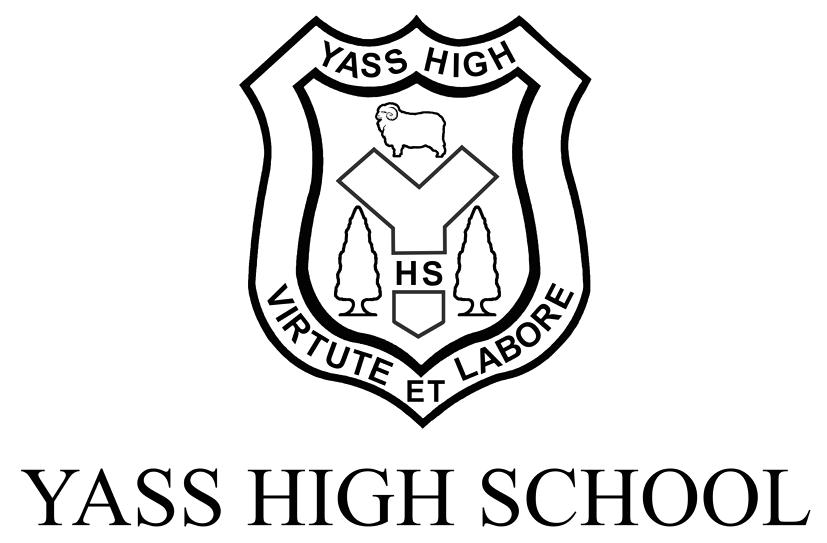 YASS HIGH
HS
VIRTUTE ET LABORE
YASS HIGH SCHOOL